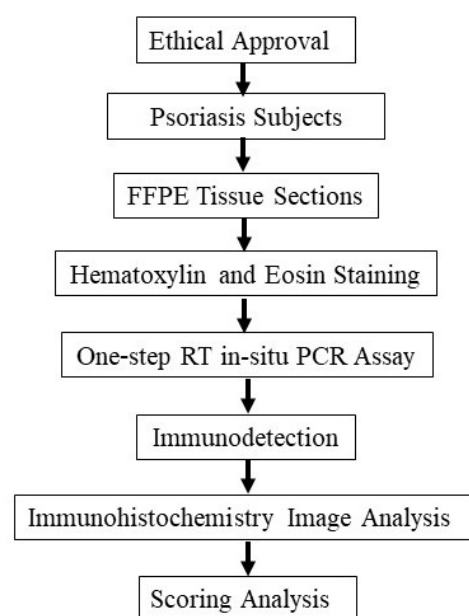 Ethical Approval
Psoriasis Subjects
FFPE Tissue Sections
Hematoxylin and Eosin Staining
One-step RT in-situ PCR Assay
Immunodetection
Immunohistochemistry Image Analysis
Scoring Analysis